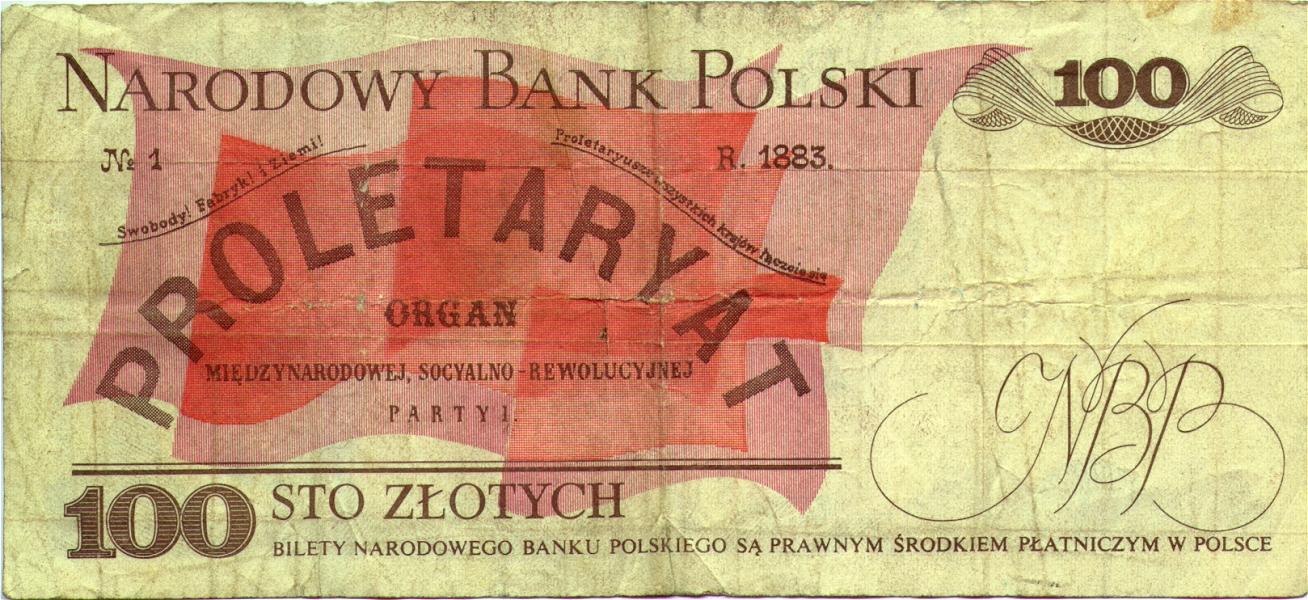 NARODOWY BANK POLSKI
100
№ 1
R. 1883.
Swobody! Fabryk! i Ziemi!
Proletaryusze wszystkich krajów łączcie się
PROLETARYAT
ORGAN
MIĘDZYNARODOWEJ, SOCYALNO-REWOLUCYJNEJ
PARTYI.
NBP
100 STO ZŁOTYCH
BILETY NARODOWEGO BANKU POLSKIEGO SĄ PRAWNYM ŚRODKIEM PŁATNICZYM W POLSCE